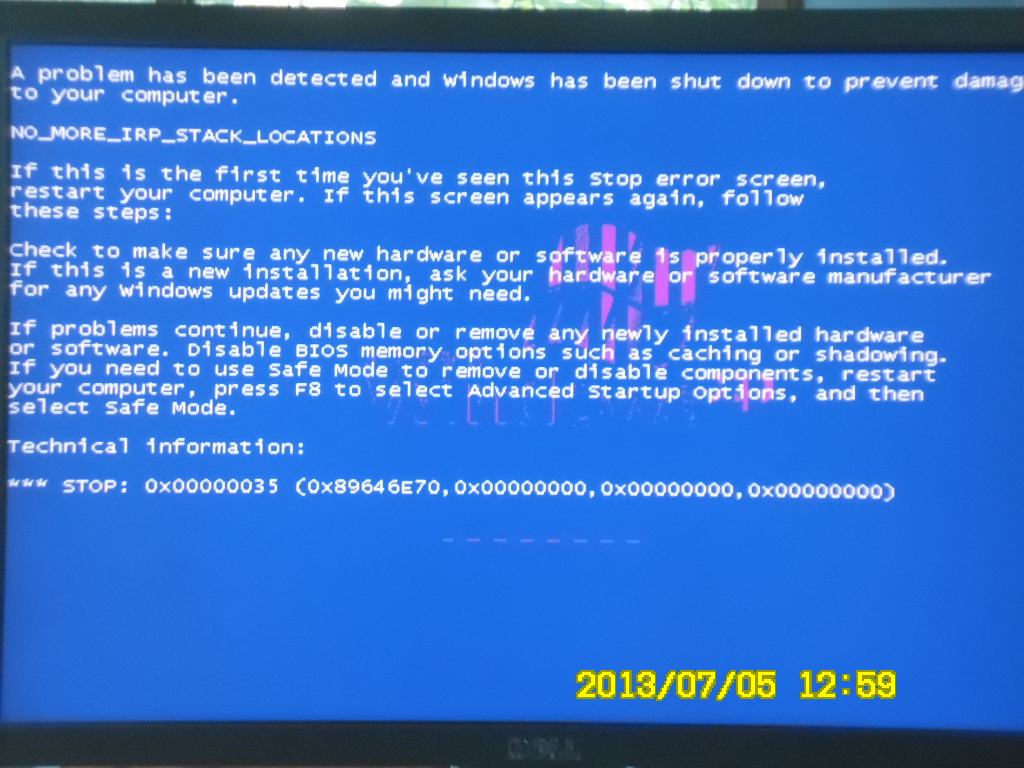 A problem has been detected and windows has been shut down to prevent damag
to your computer.
NO_MORE_IRP_STACK_LOCATIONS
If this is the first time you've seen this Stop error screen,
restart your computer. If this screen appears again, follow
these steps:
Check to make sure any new hardware or software is properly installed.
If this is a new installation, ask your hardware or software manufacturer
for any windows updates you might need.
If problems continue, disable or remove any newly installed hardware
or software. Disable BIOS memory options such as caching or shadowing.
If you need to use Safe Mode to remove or disable components, restart
your computer, press F8 to select Advanced Startup Options, and then
select Safe Mode.
Technical information:
*** STOP: 0x00000035 (0x89646E70,0x00000000,0x00000000,0x00000000)
2013/07/05 12:59
DELL